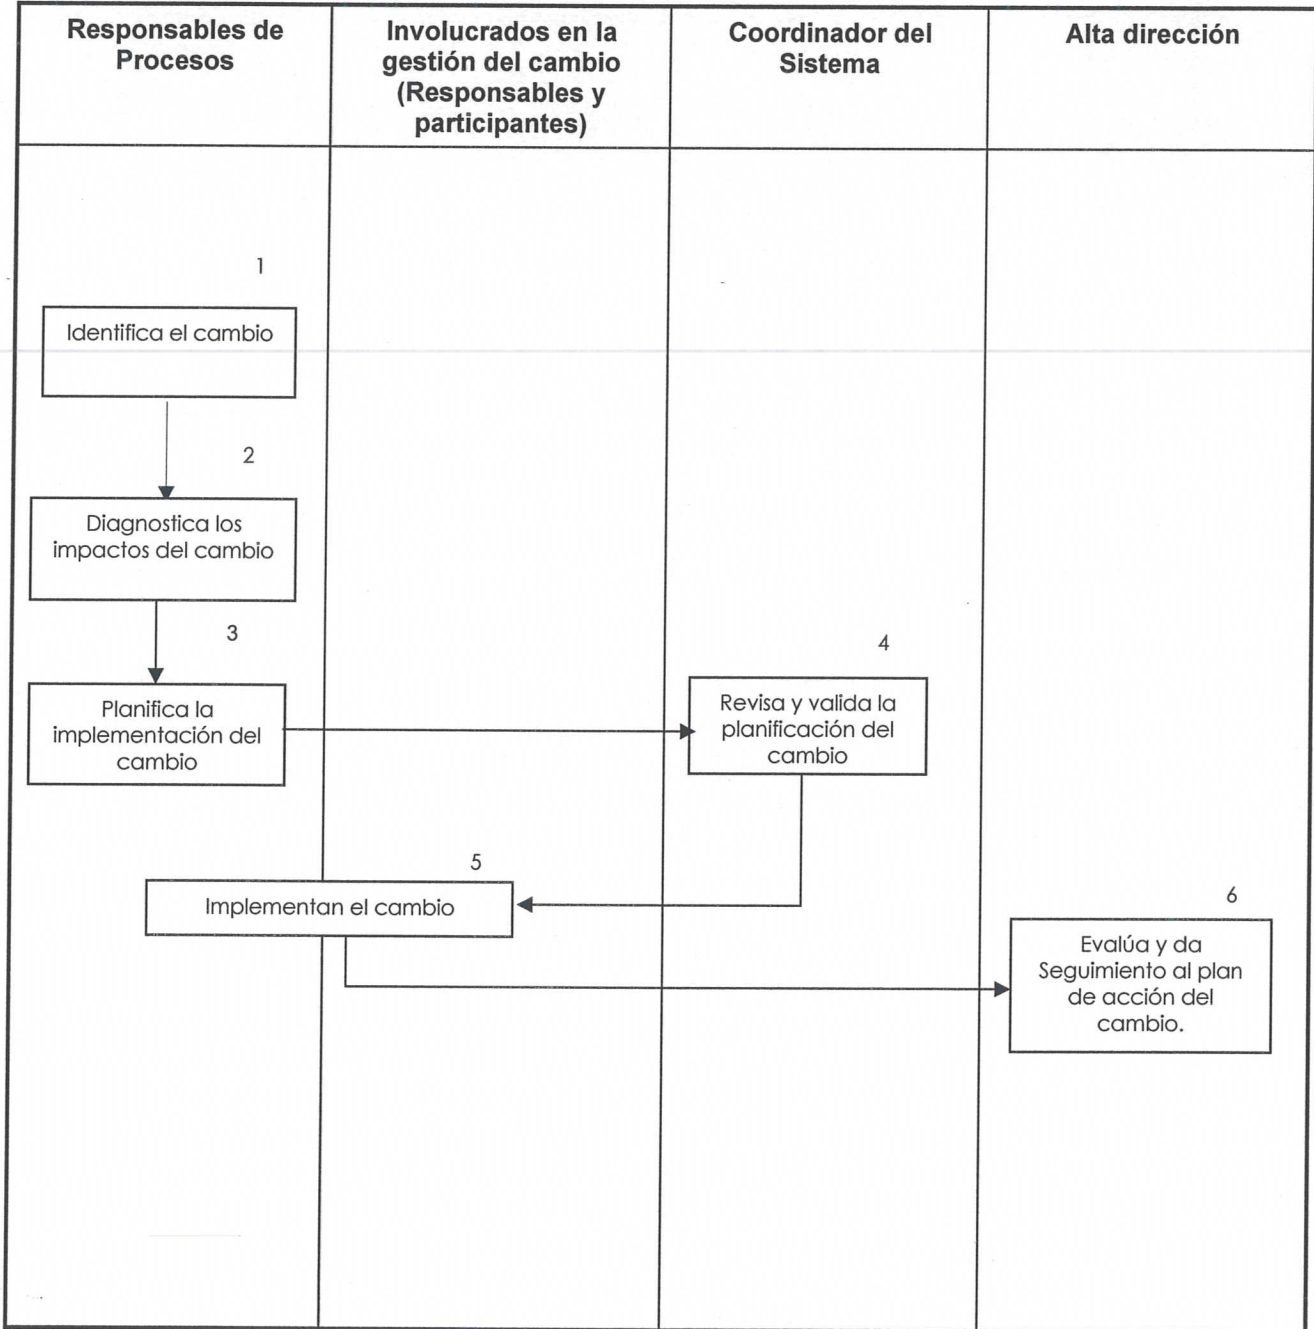 Responsables de
Procesos
Involucrados en la
gestión del cambio
(Responsables y
participantes)
Coordinador del
Sistema
Alta dirección
1
Identifica el cambio
2
Diagnostica los
impactos del cambio
3
Planifica la
implementación del
cambio
4
Revisa y valida la
planificación del
cambio
5
Implementan el cambio
6
Evalúa y da
Seguimiento al plan
de acción del
cambio.